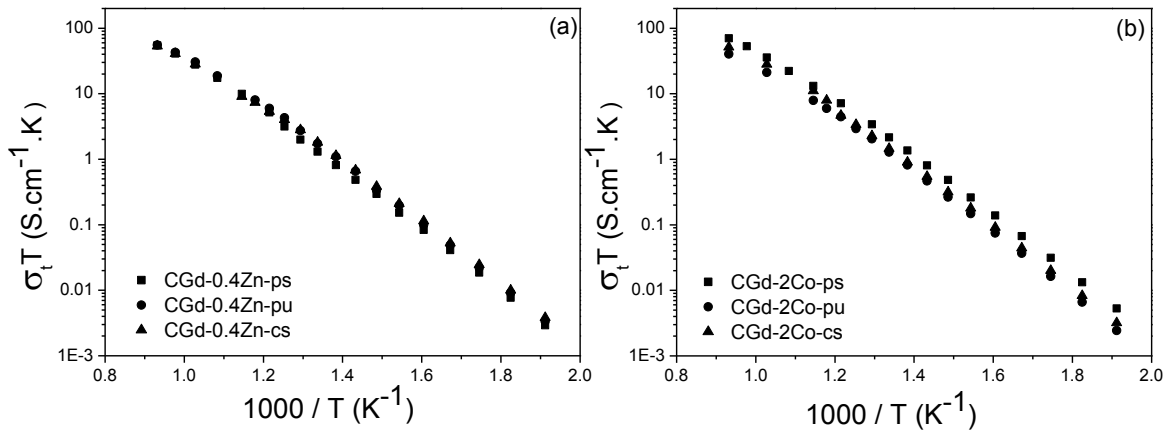 (a)
100
10
1
0.1
0.01
1E-3
0.8 1.0 1.2 1.4 1.6 1.8 2.0
σtT (S.cm⁻¹.K)
1000 / T (K⁻¹)
CGd-0.4Zn-ps
CGd-0.4Zn-pu
CGd-0.4Zn-cs
(b)
100
10
1
0.1
0.01
1E-3
0.8 1.0 1.2 1.4 1.6 1.8 2.0
σtT (S.cm⁻¹.K)
1000 / T (K⁻¹)
CGd-2Co-ps
CGd-2Co-pu
CGd-2Co-cs